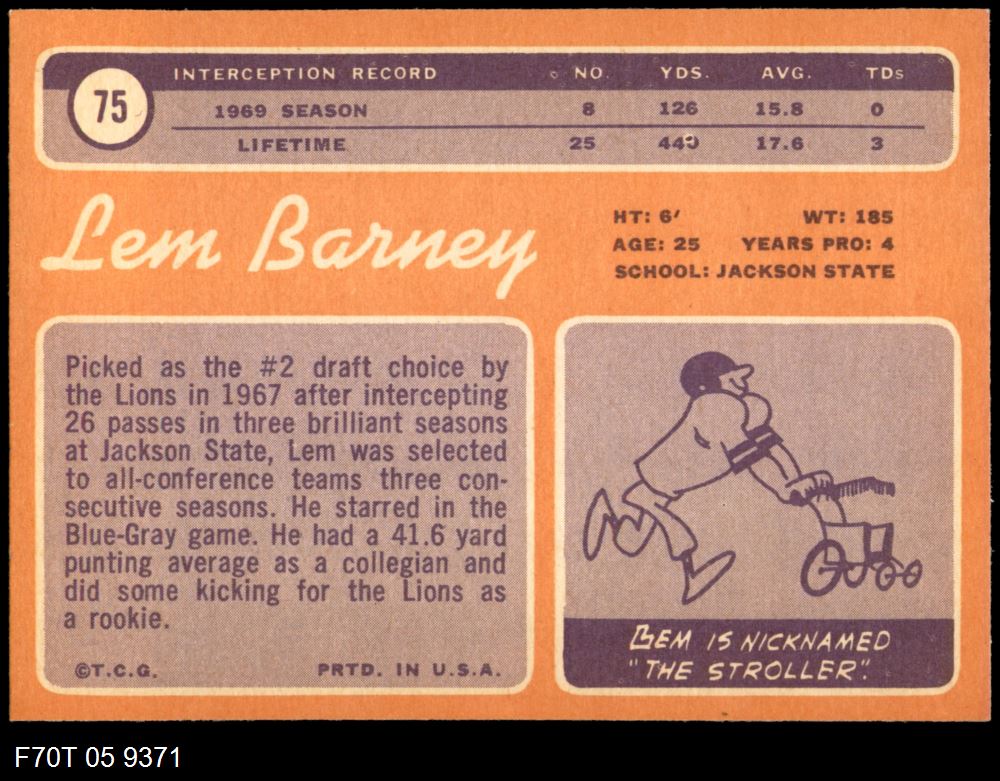 75
INTERCEPTION RECORD NO. YDS. AVG. TDs
1969 SEASON 8 126 15.8 0
LIFETIME 25 440 17.6 3
Lem Barney
HT: 6′ WT: 185
AGE: 25 YEARS PRO: 4
SCHOOL: JACKSON STATE
Picked as the #2 draft choice by
the Lions in 1967 after intercepting
26 passes in three brilliant seasons
at Jackson State, Lem was selected
to all-conference teams three con-
secutive seasons. He starred in the
Blue-Gray game. He had a 41.6 yard
punting average as a collegian and
did some kicking for the Lions as
a rookie.
©T.C.G. PRTD. IN U.S.A.
LEM IS NICKNAMED
"THE STROLLER".
F70T 05 9371